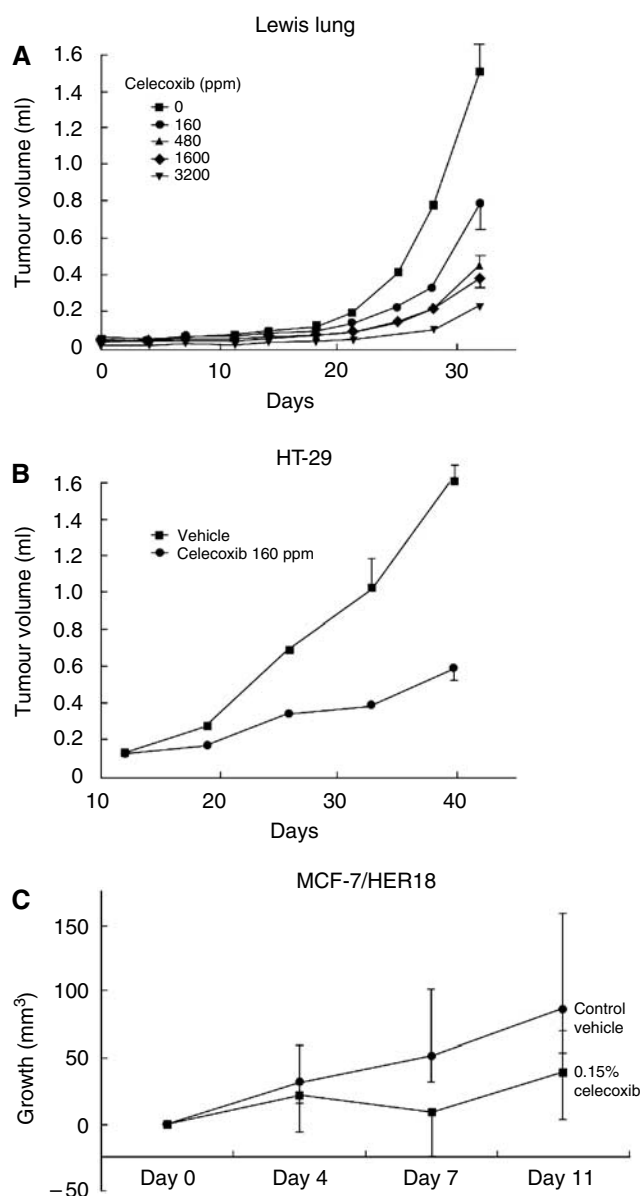 Lewis lung
A
Celecoxib (ppm)
0
160
480
1600
3200
Tumour volume (ml)
1.6
1.4
1.2
1.0
0.8
0.6
0.4
0.2
0
0 10 20 30
Days
HT-29
B
Vehicle
Celecoxib 160 ppm
Tumour volume (ml)
1.6
1.4
1.2
1.0
0.8
0.6
0.4
0.2
0
10 20 30 40
Days
MCF-7/HER18
C
Growth (mm³)
150
100
50
0
−50
Control
vehicle
0.15%
celecoxib
Day 0 Day 4 Day 7 Day 11